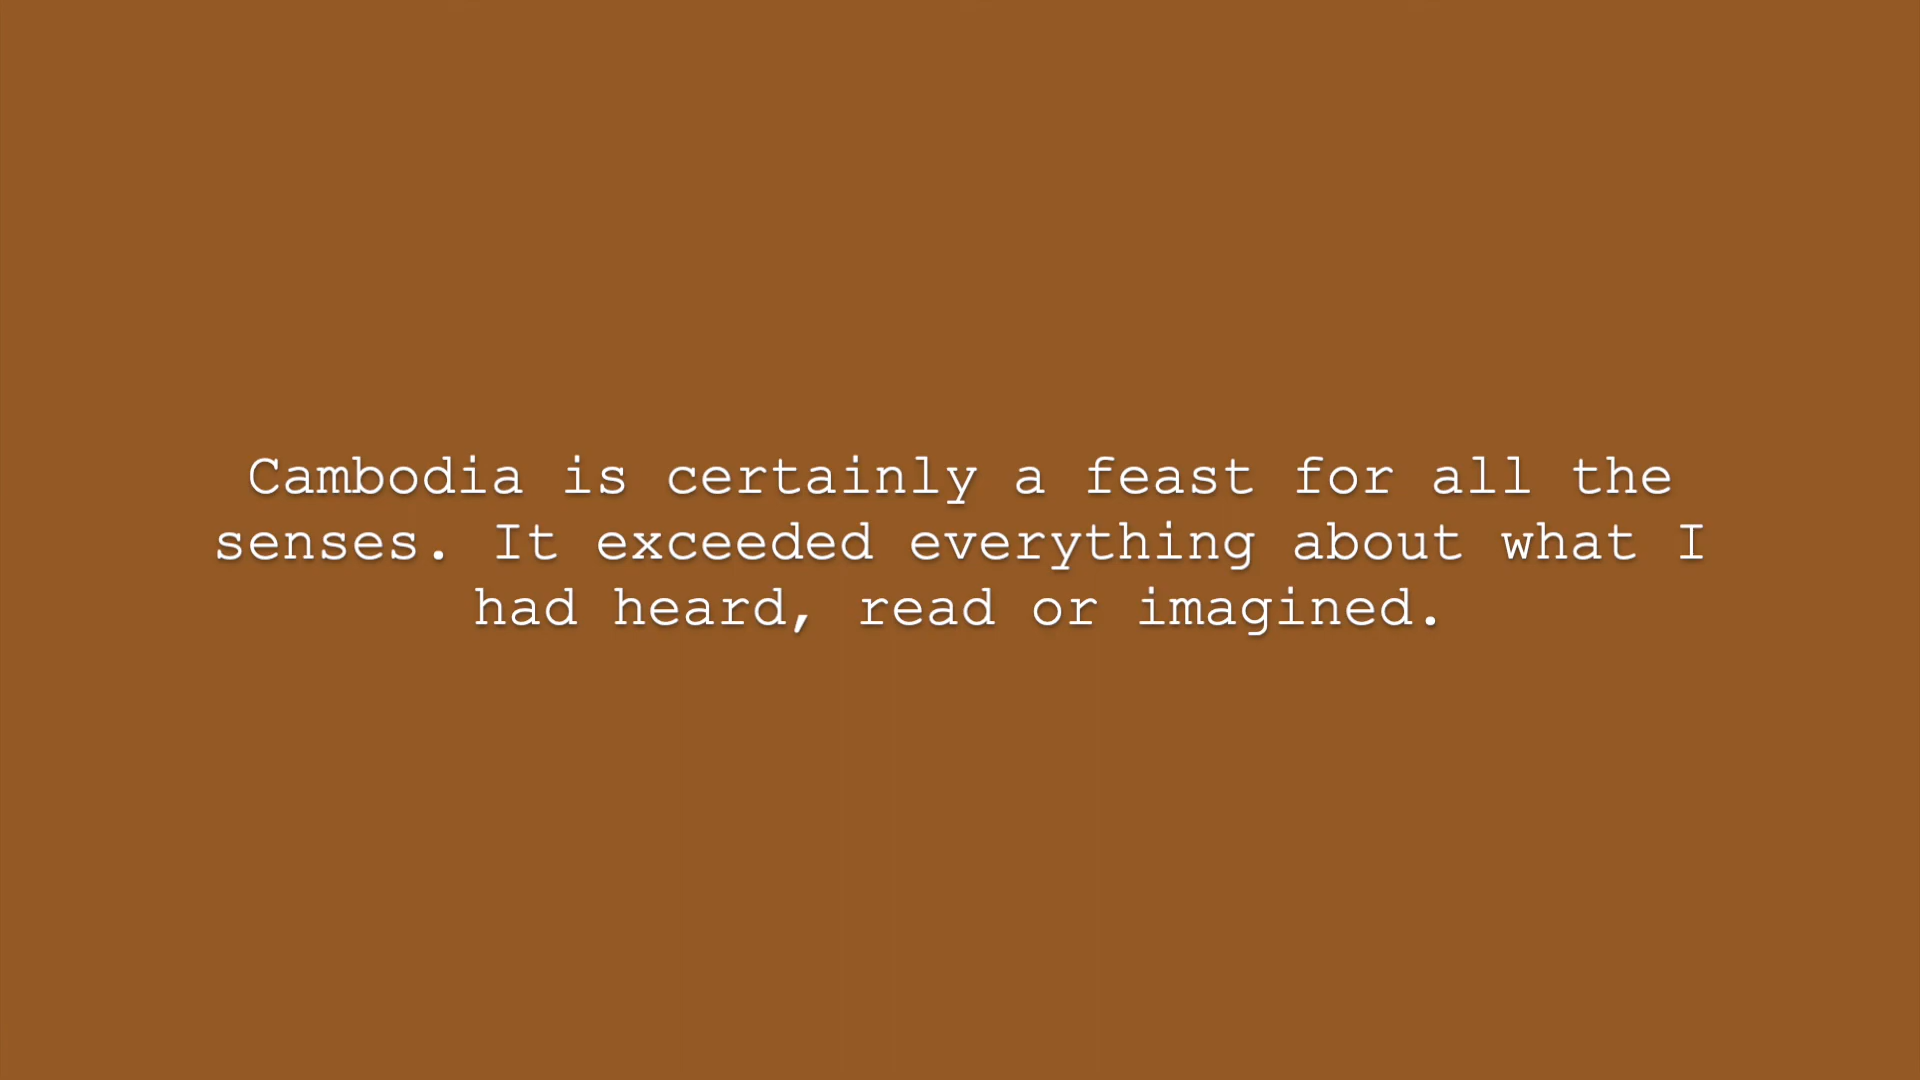 Cambodia is certainly a feast for all the
senses. It exceeded everything about what I
had heard, read or imagined.